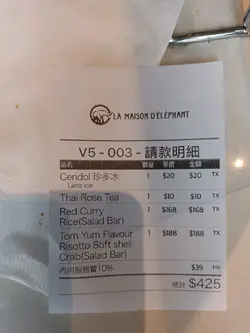 LA MAISON D'ÉLÉPHANT
V5 - 003 - 請款明細
品名 數量 單價 金額
Cendol 珍多冰 1 $20 $20 TX
Less ice
Thai Rose Tea 1 $10 $10 TX
Red Curry 1 $168 $168 TX
Rice(Salad Bar)
Tom Yum Flavour 1 $188 $188 TX
Risotto Soft shell
Crab(Salad Bar)
內用服務費10% $39
總計 $425